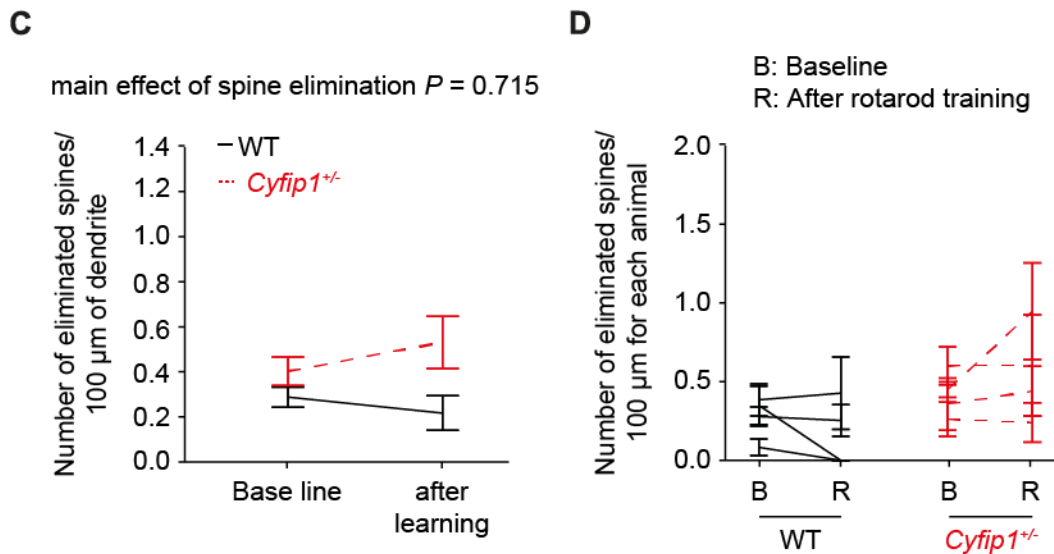 C
main effect of spine elimination P = 0.715
Number of eliminated spines/
100 μm of dendrite
1.4
1.2
1.0
0.8
0.6
0.4
0.2
0.0
WT
Cyfip1+/-
Base line
after
learning
D
B: Baseline
R: After rotarod training
Number of eliminated spines/
100 μm for each animal
2.0
1.5
1.0
0.5
0.0
B R B R
WT Cyfip1+/-